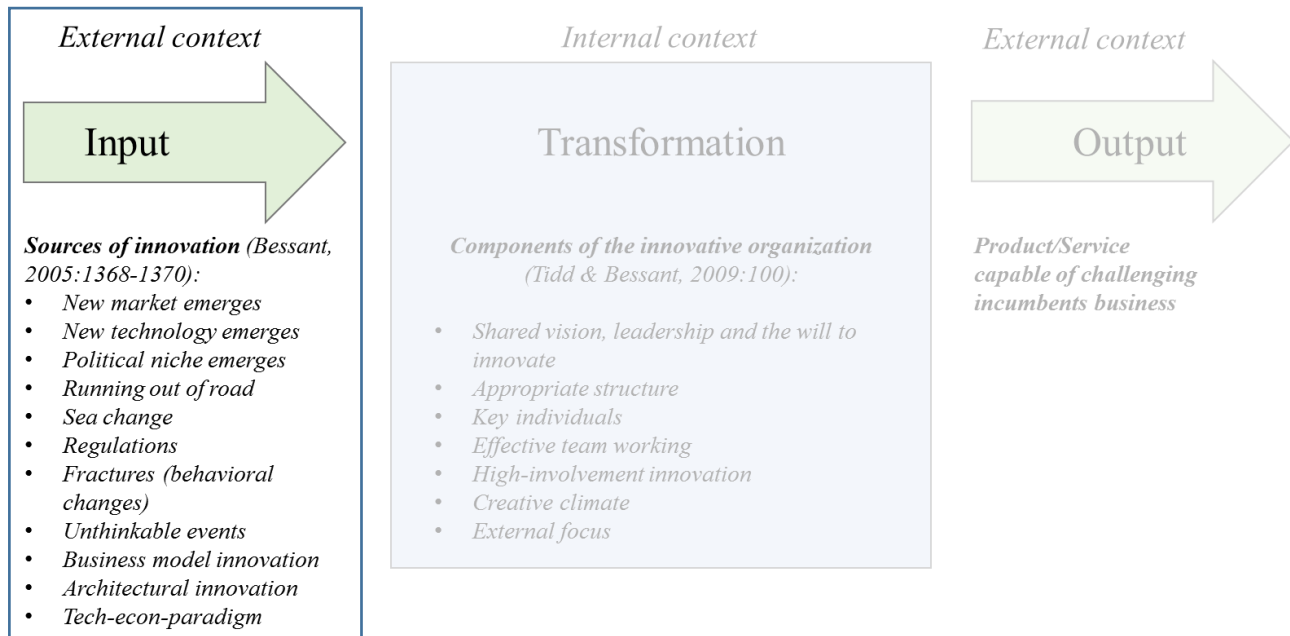 External context
Input
Sources of innovation (Bessant,
2005:1368-1370):
• New market emerges
• New technology emerges
• Political niche emerges
• Running out of road
• Sea change
• Regulations
• Fractures (behavioral
changes)
• Unthinkable events
• Business model innovation
• Architectural innovation
• Tech-econ-paradigm
Internal context
Transformation
Components of the innovative organization
(Tidd & Bessant, 2009:100):
• Shared vision, leadership and the will to
innovate
• Appropriate structure
• Key individuals
• Effective team working
• High-involvement innovation
• Creative climate
• External focus
External context
Output
Product/Service
capable of challenging
incumbents business